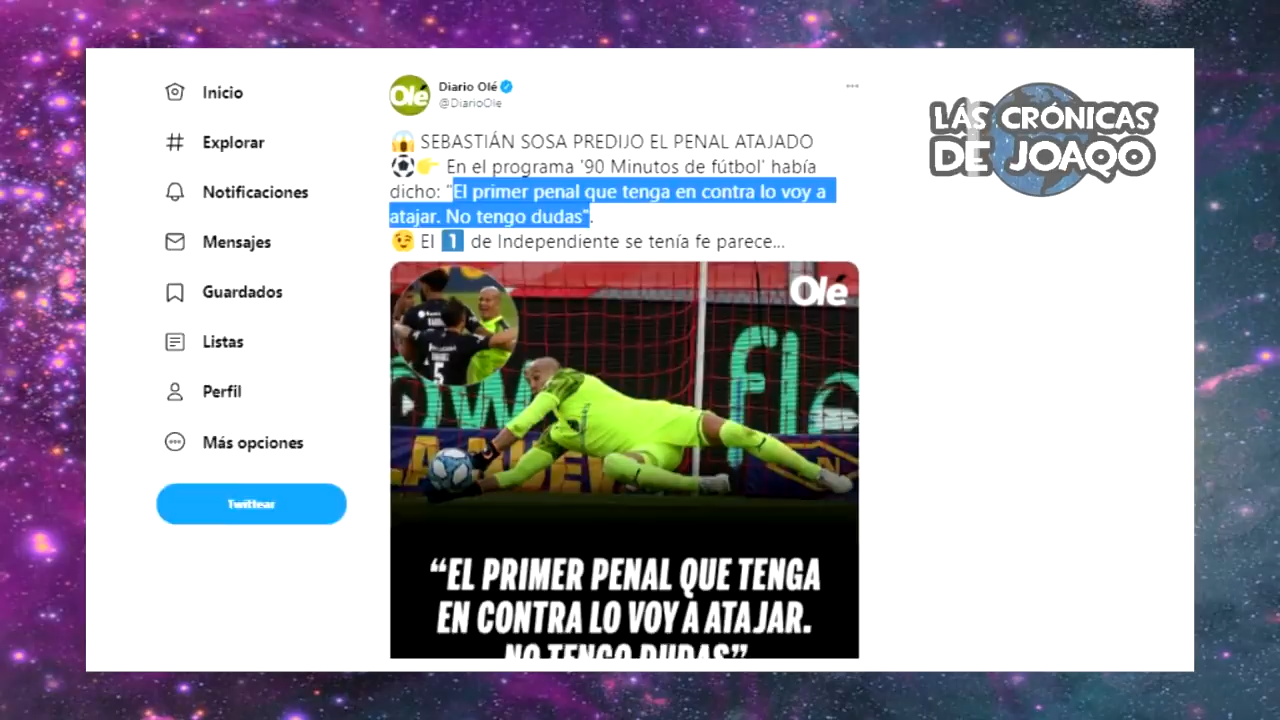 Inicio
Explorar
Notificaciones
Mensajes
Guardados
Listas
Perfil
Más opciones
Twittear
Olé
Diario Olé
@DiarioOle
SEBASTIÁN SOSA PREDIJO EL PENAL ATAJADO
En el programa '90 Minutos de fútbol' había
dicho: "El primer penal que tenga en contra lo voy a
atajar. No tengo dudas".
El 1 de Independiente se tenía fe parece...
Olé
5
flo
“EL PRIMER PENAL QUE TENGA
EN CONTRA LO VOY A ATAJAR.
NO TENGO DUDAS”
LAS CRÓNICAS
DE JOAQO